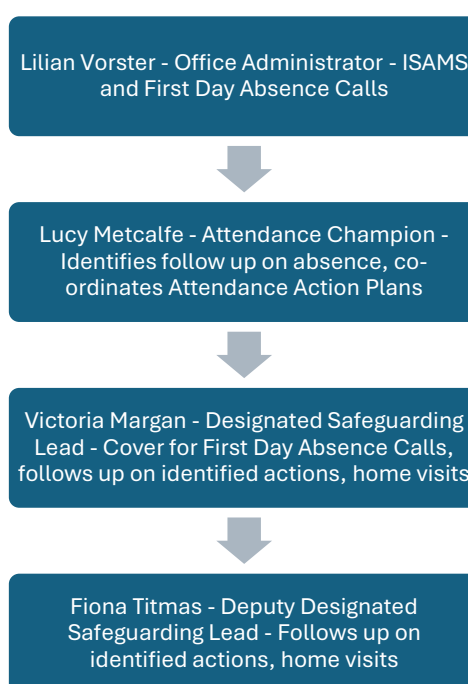 Lilian Vorster - Office Administrator - ISAMS
and First Day Absence Calls
Lucy Metcalfe - Attendance Champion -
Identifies follow up on absence, co-
ordinates Attendance Action Plans
Victoria Margan - Designated Safeguarding
Lead - Cover for First Day Absence Calls,
follows up on identified actions, home visits
Fiona Titmas - Deputy Designated
Safeguarding Lead - Follows up on
identified actions, home visits